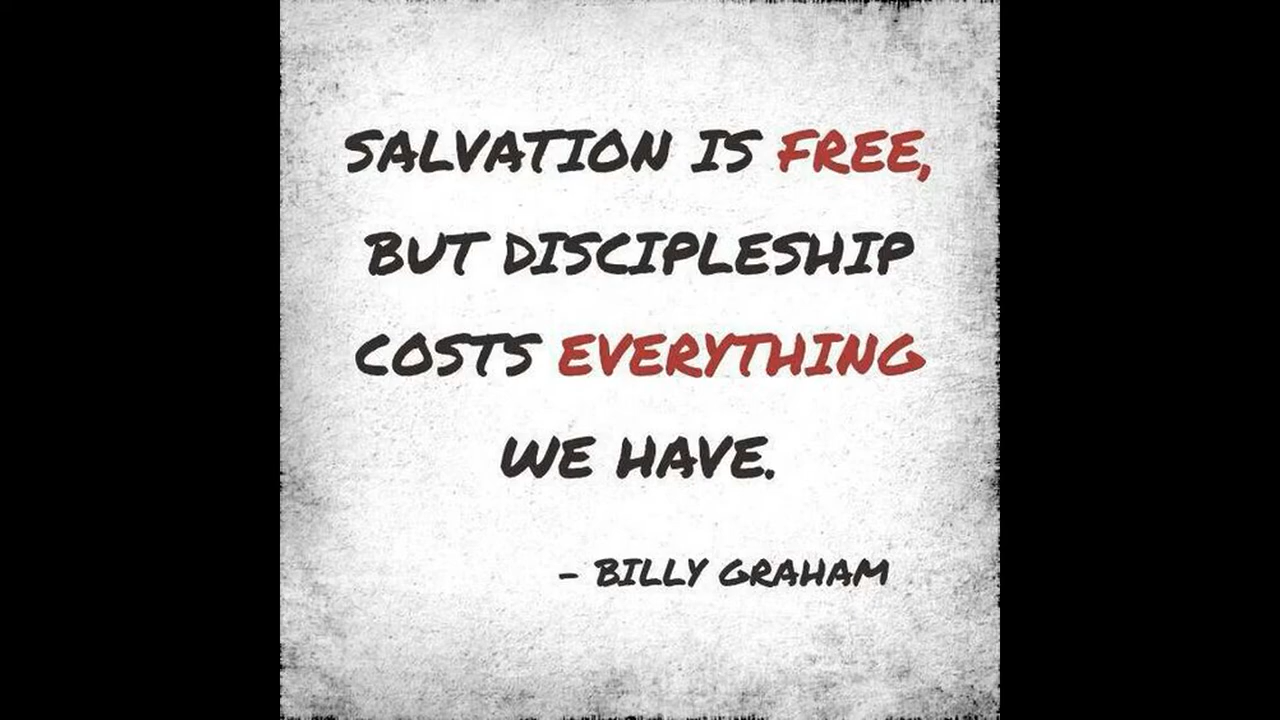 SALVATION IS FREE,
BUT DISCIPLESHIP
COSTS EVERYTHING
WE HAVE.
- BILLY GRAHAM